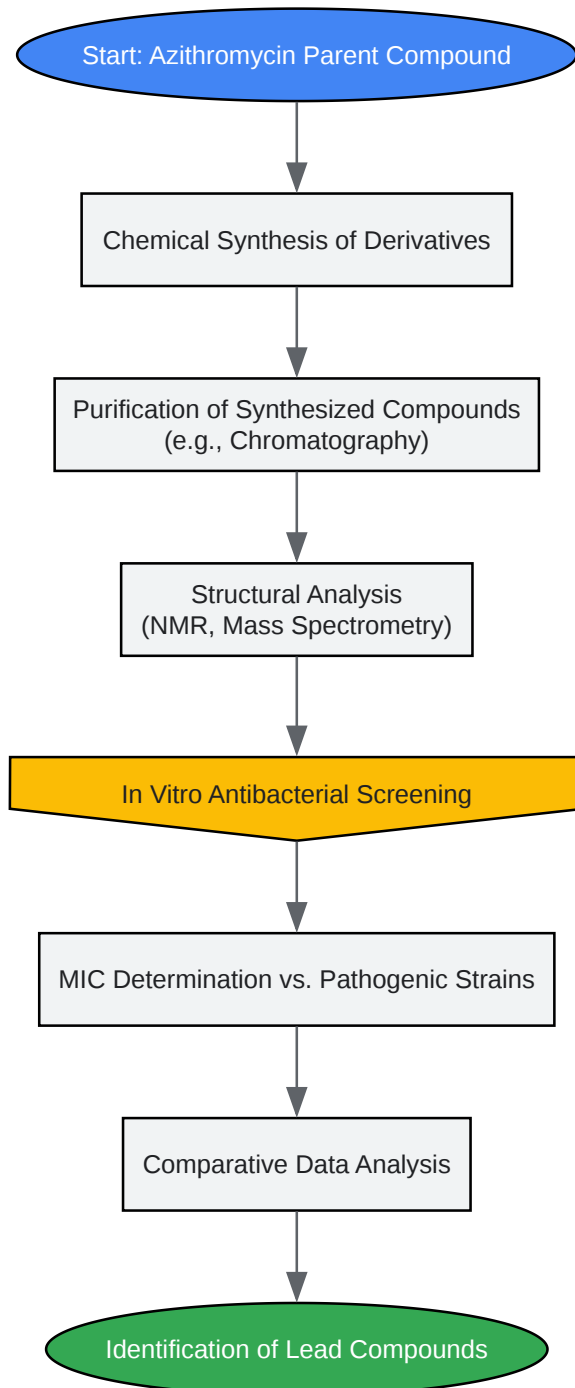 Start: Azithromycin Parent Compound
Chemical Synthesis of Derivatives
Purification of Synthesized Compounds
(e.g., Chromatography)
Structural Analysis
(NMR, Mass Spectrometry)
In Vitro Antibacterial Screening
MIC Determination vs. Pathogenic Strains
Comparative Data Analysis
Identification of Lead Compounds